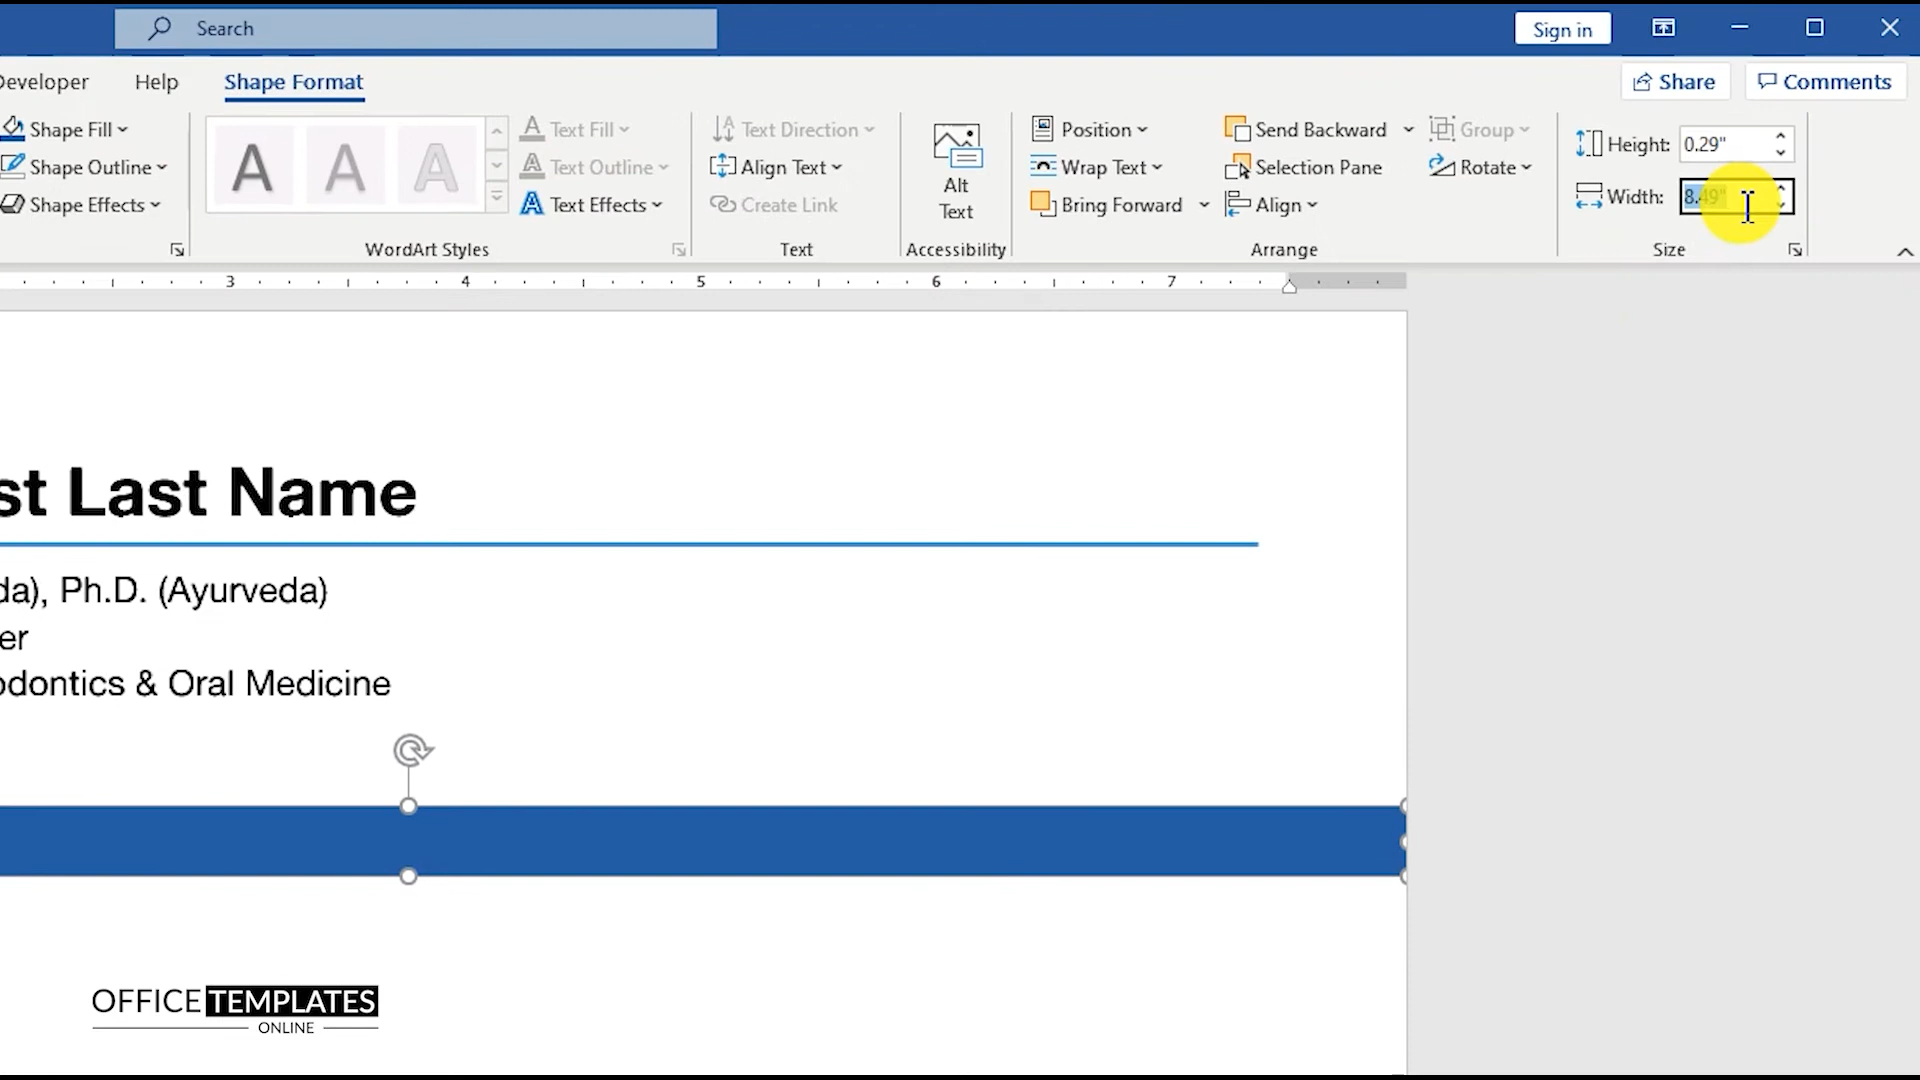 Search
Sign in
Developer Help Shape Format
Share Comments
Shape Fill
Shape Outline
Shape Effects
A A A
Text Fill
Text Outline
Text Effects
WordArt Styles
Text Direction
Align Text
Create Link
Text
Alt
Text
Accessibility
Position
Wrap Text
Bring Forward
Send Backward
Selection Pane
Align
Group
Rotate
Arrange
Height: 0.29"
Width: 8.49"
Size
3 4 5 6 7
st Last Name
da), Ph.D. (Ayurveda)
er
odontics & Oral Medicine
OFFICE TEMPLATES
ONLINE